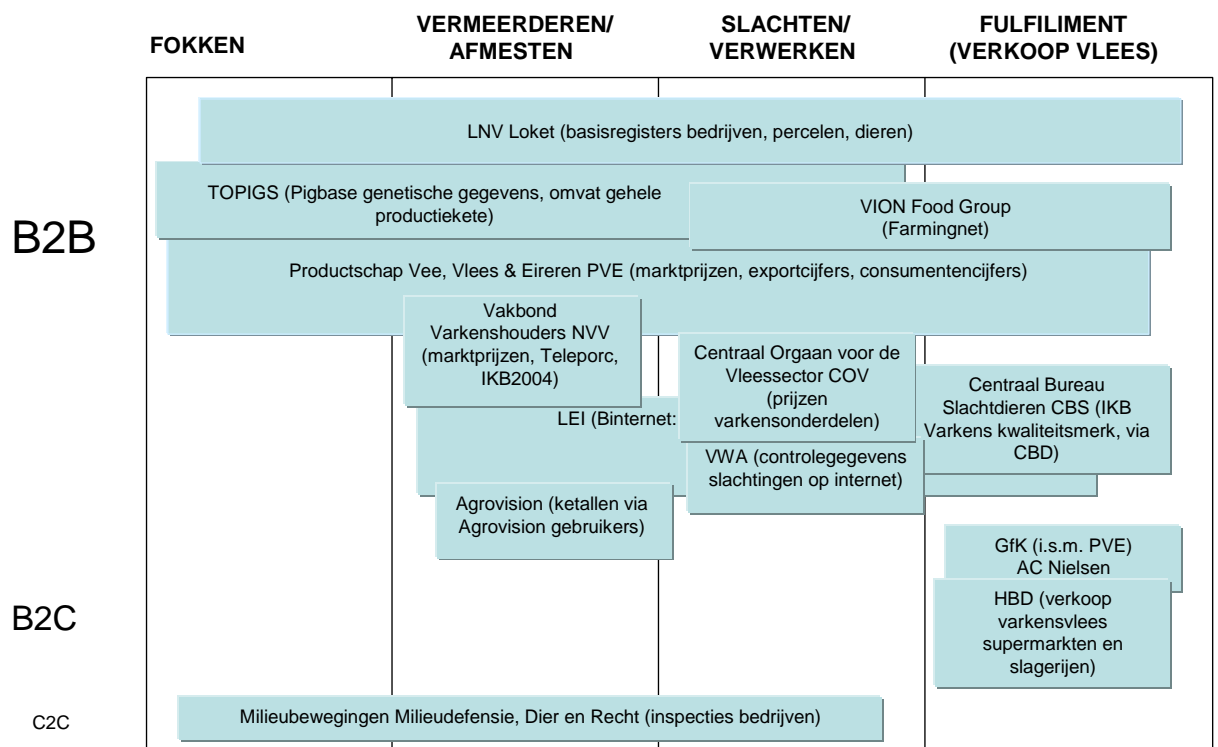 FOKKEN
VERMEERDEREN/
AFMESTEN
SLACHTEN/
VERWERKEN
FULFILIMENT
(VERKOOP VLEES)
B2B
LNV Loket (basisregisters bedrijven, percelen, dieren)
TOPIGS (Pigbase genetische gegevens, omvat gehele
productiekete)
VION Food Group
(Farmingnet)
Productschap Vee, Vlees & Eireren PVE (marktprijzen, exportcijfers, consumentencijfers)
Vakbond
Varkenshouders NVV
(marktprijzen, Teleporc,
IKB2004)
Centraal Orgaan voor de
Vleessector COV
(prijzen
varkensonderdelen)
Centraal Bureau
Slachtdieren CBS (IKB
Varkens kwaliteitsmerk, via
CBD)
LEI (Binternet:
VWA (controlegegevens
slachtingen op internet)
Agrovision (ketallen via
Agrovision gebruikers)
GfK (i.s.m. PVE)
AC Nielsen
B2C
HBD (verkoop
varkensvlees
supermarkten en
slagerijen)
C2C
Milieubewegingen Milieudefensie, Dier en Recht (inspecties bedrijven)